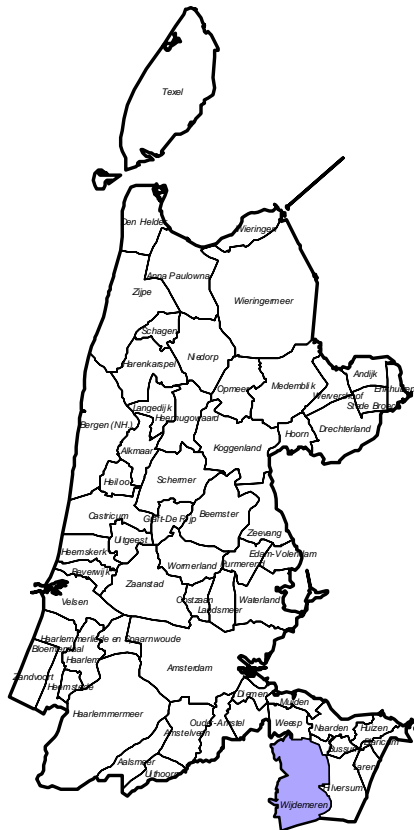 Texel
Den Helder
Wieringen
Anna Paulowna
Zijpe
Wieringermeer
Schagen
Niedorp
Harenkarspel
Opmeer
Medemblik
Andijk
Wervershoof
Enkhuizen
Stede Broec
Langedijk
Heerhugowaard
Bergen (NH.)
Hoorn
Drechterland
Koggenland
Alkmaar
Heiloo
Schermer
Castricum
Graft-De Rijp
Beemster
Uitgeest
Zeevang
Heemskerk
Edam-Volendam
Wormerland
Purmerend
Beverwijk
Zaanstad
Velsen
Oostzaan
Landsmeer
Waterland
Haarlemmerliede en Spaarnwoude
Bloemendaal
Haarlem
Amsterdam
Zandvoort
Heemstede
Diemen
Muiden
Haarlemmermeer
Ouder-Amstel
Weesp
Naarden
Huizen
Amstelveen
Bussum
Blaricum
Aalsmeer
Laren
Uithoorn
Hilversum
Wijdemeren